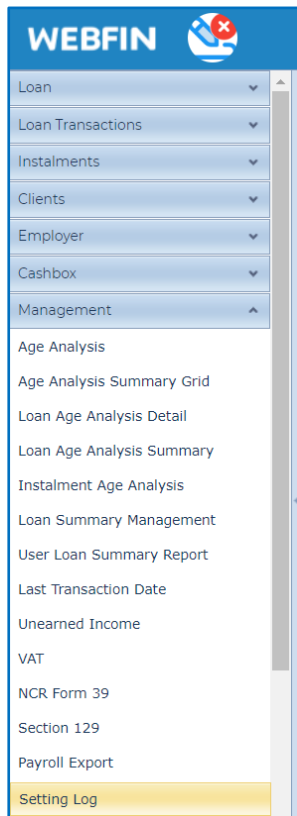 WEBFIN
Loan
Loan Transactions
Instalments
Clients
Employer
Cashbox
Management
Age Analysis
Age Analysis Summary Grid
Loan Age Analysis Detail
Loan Age Analysis Summary
Instalment Age Analysis
Loan Summary Management
User Loan Summary Report
Last Transaction Date
Unearned Income
VAT
NCR Form 39
Section 129
Payroll Export
Setting Log